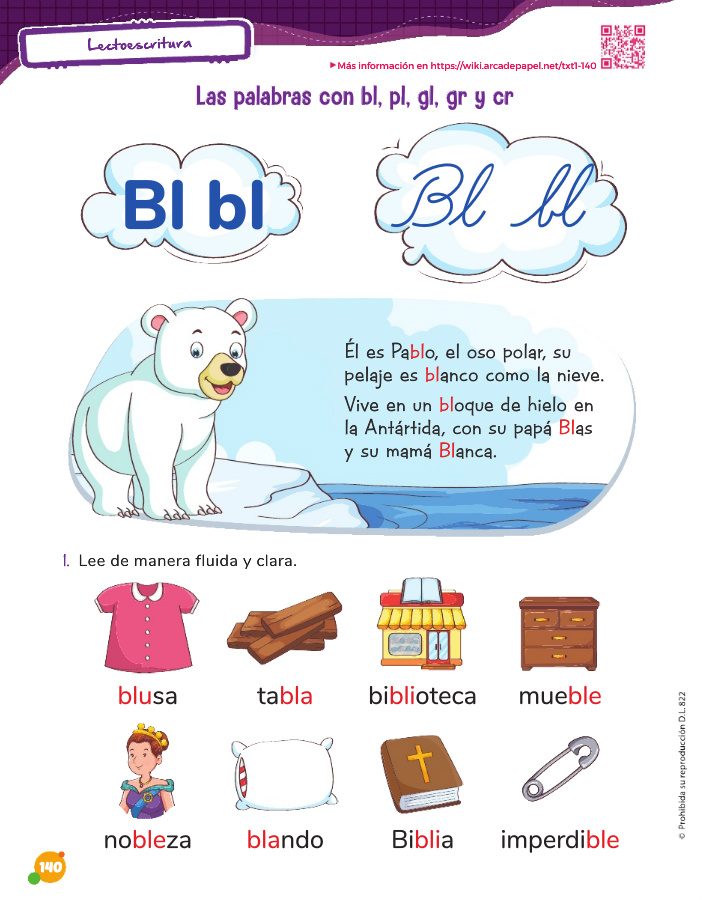 Lectoescritura
Más información en https://wiki.arcadepapel.net/txt1-140
Las palabras con bl, pl, gl, gr y cr
Bl bl
Bl bl
Él es Pablo, el oso polar, su
pelaje es blanco como la nieve.
Vive en un bloque de hielo en
la Antártida, con su papá Blas
y su mamá Blanca.
1. Lee de manera fluida y clara.
blusa
tabla
biblioteca
mueble
nobleza
blando
Biblia
imperdible
© Prohibida su reproducción D.L. 822
140